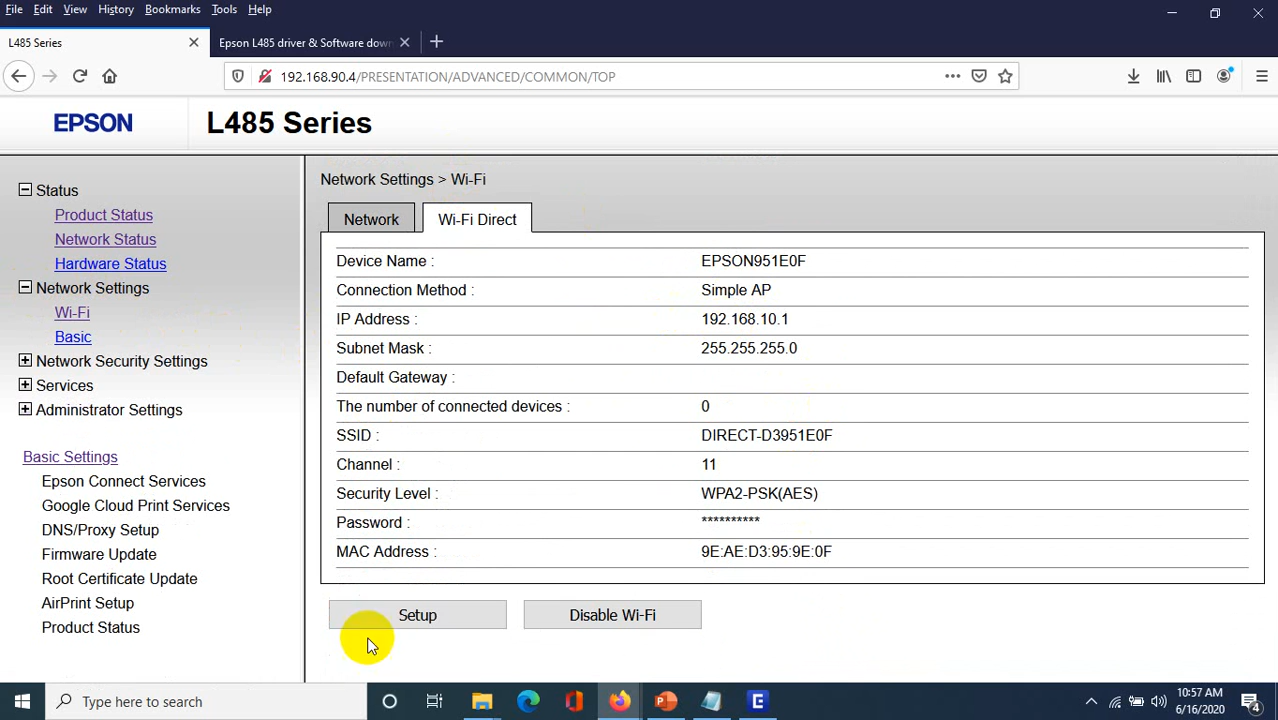 File Edit View History Bookmarks Tools Help
L485 Series
Epson L485 driver & Software dow
192.168.90.4/PRESENTATION/ADVANCED/COMMON/TOP
EPSON
L485 Series
Status
Product Status
Network Status
Hardware Status
Network Settings
Wi-Fi
Basic
Network Security Settings
Services
Administrator Settings
Basic Settings
Epson Connect Services
Google Cloud Print Services
DNS/Proxy Setup
Firmware Update
Root Certificate Update
AirPrint Setup
Product Status
Network Settings > Wi-Fi
Network
Wi-Fi Direct
Device Name : EPSON951E0F
Connection Method : Simple AP
IP Address : 192.168.10.1
Subnet Mask : 255.255.255.0
Default Gateway :
The number of connected devices : 0
SSID : DIRECT-D3951E0F
Channel : 11
Security Level : WPA2-PSK(AES)
Password : **********
MAC Address : 9E:AE:D3:95:9E:0F
Setup
Disable Wi-Fi
Type here to search
10:57 AM
6/16/2020
4